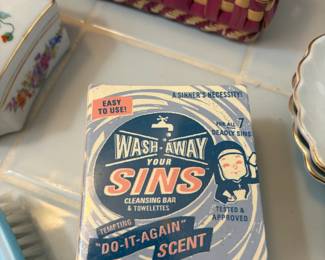 A SINNER'S NECESSITY!
EASY
TO USE!
FOR ALL 7
DEADLY SINS
WASH-AWAY
YOUR
SINS
CLEANSING BAR
& TOWELETTES
TESTED &
APPROVED
TEMPTING
"DO-IT-AGAIN"
SCENT